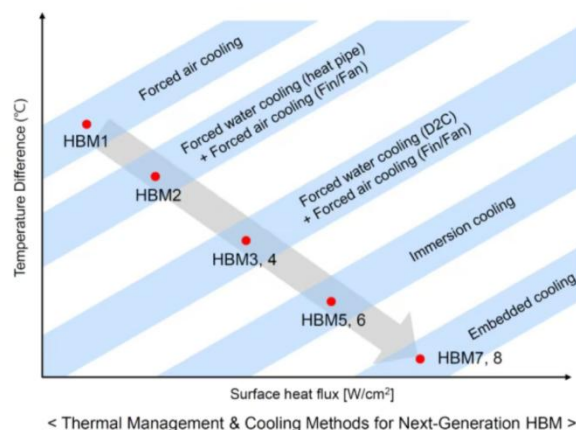 Forced air cooling
Forced water cooling (heat pipe)
+ Forced air cooling (Fin/Fan)
Forced water cooling (D2C)
+ Forced air cooling (Fin/Fan)
Immersion cooling
Embedded cooling
HBM1
HBM2
HBM3, 4
HBM5, 6
HBM7, 8
Temperature Difference (°C)
Surface heat flux [W/cm²]
< Thermal Management & Cooling Methods for Next-Generation HBM >